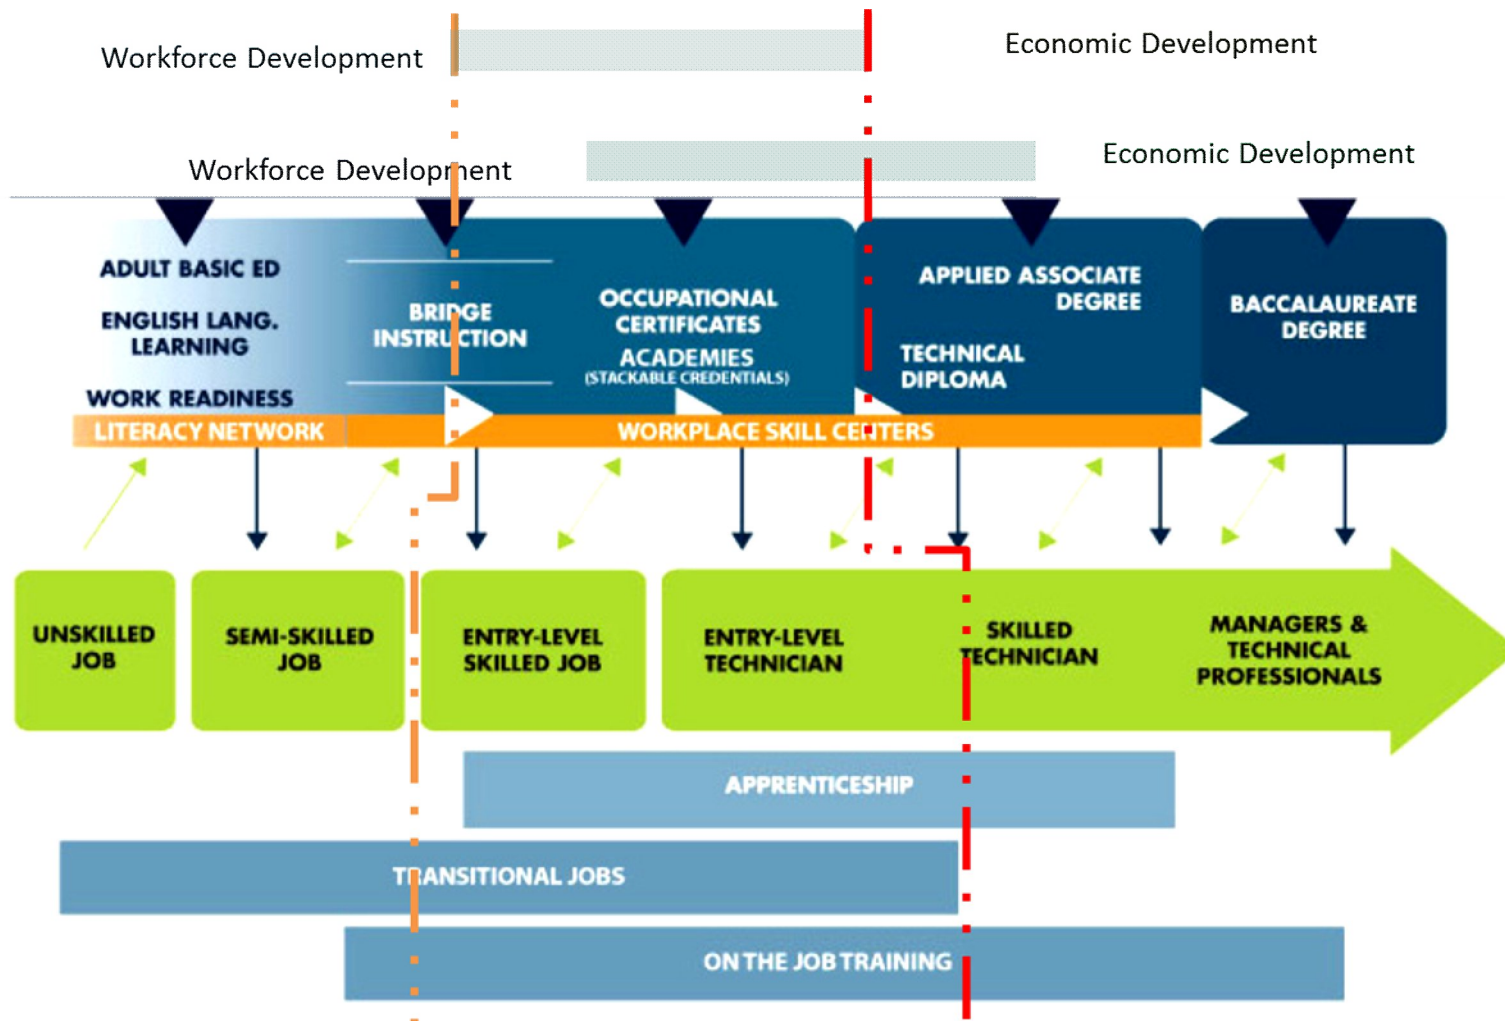 Workforce Development
Economic Development
Workforce Development
Economic Development
ADULT BASIC ED
ENGLISH LANG.
LEARNING
WORK READINESS
BRIDGE
INSTRUCTION
OCCUPATIONAL
CERTIFICATES
ACADEMIES
(STACKABLE CREDENTIALS)
APPLIED ASSOCIATE
DEGREE
TECHNICAL
DIPLOMA
BACCALAUREATE
DEGREE
LITERACY NETWORK
WORKPLACE SKILL CENTERS
UNSKILLED
JOB
SEMI-SKILLED
JOB
ENTRY-LEVEL
SKILLED JOB
ENTRY-LEVEL
TECHNICIAN
SKILLED
TECHNICIAN
MANAGERS &
TECHNICAL
PROFESSIONALS
APPRENTICESHIP
TRANSITIONAL JOBS
ON THE JOB TRAINING